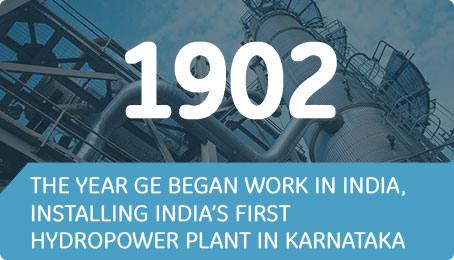 1902
THE YEAR GE BEGAN WORK IN INDIA,
INSTALLING INDIA’S FIRST
HYDROPOWER PLANT IN KARNATAKA